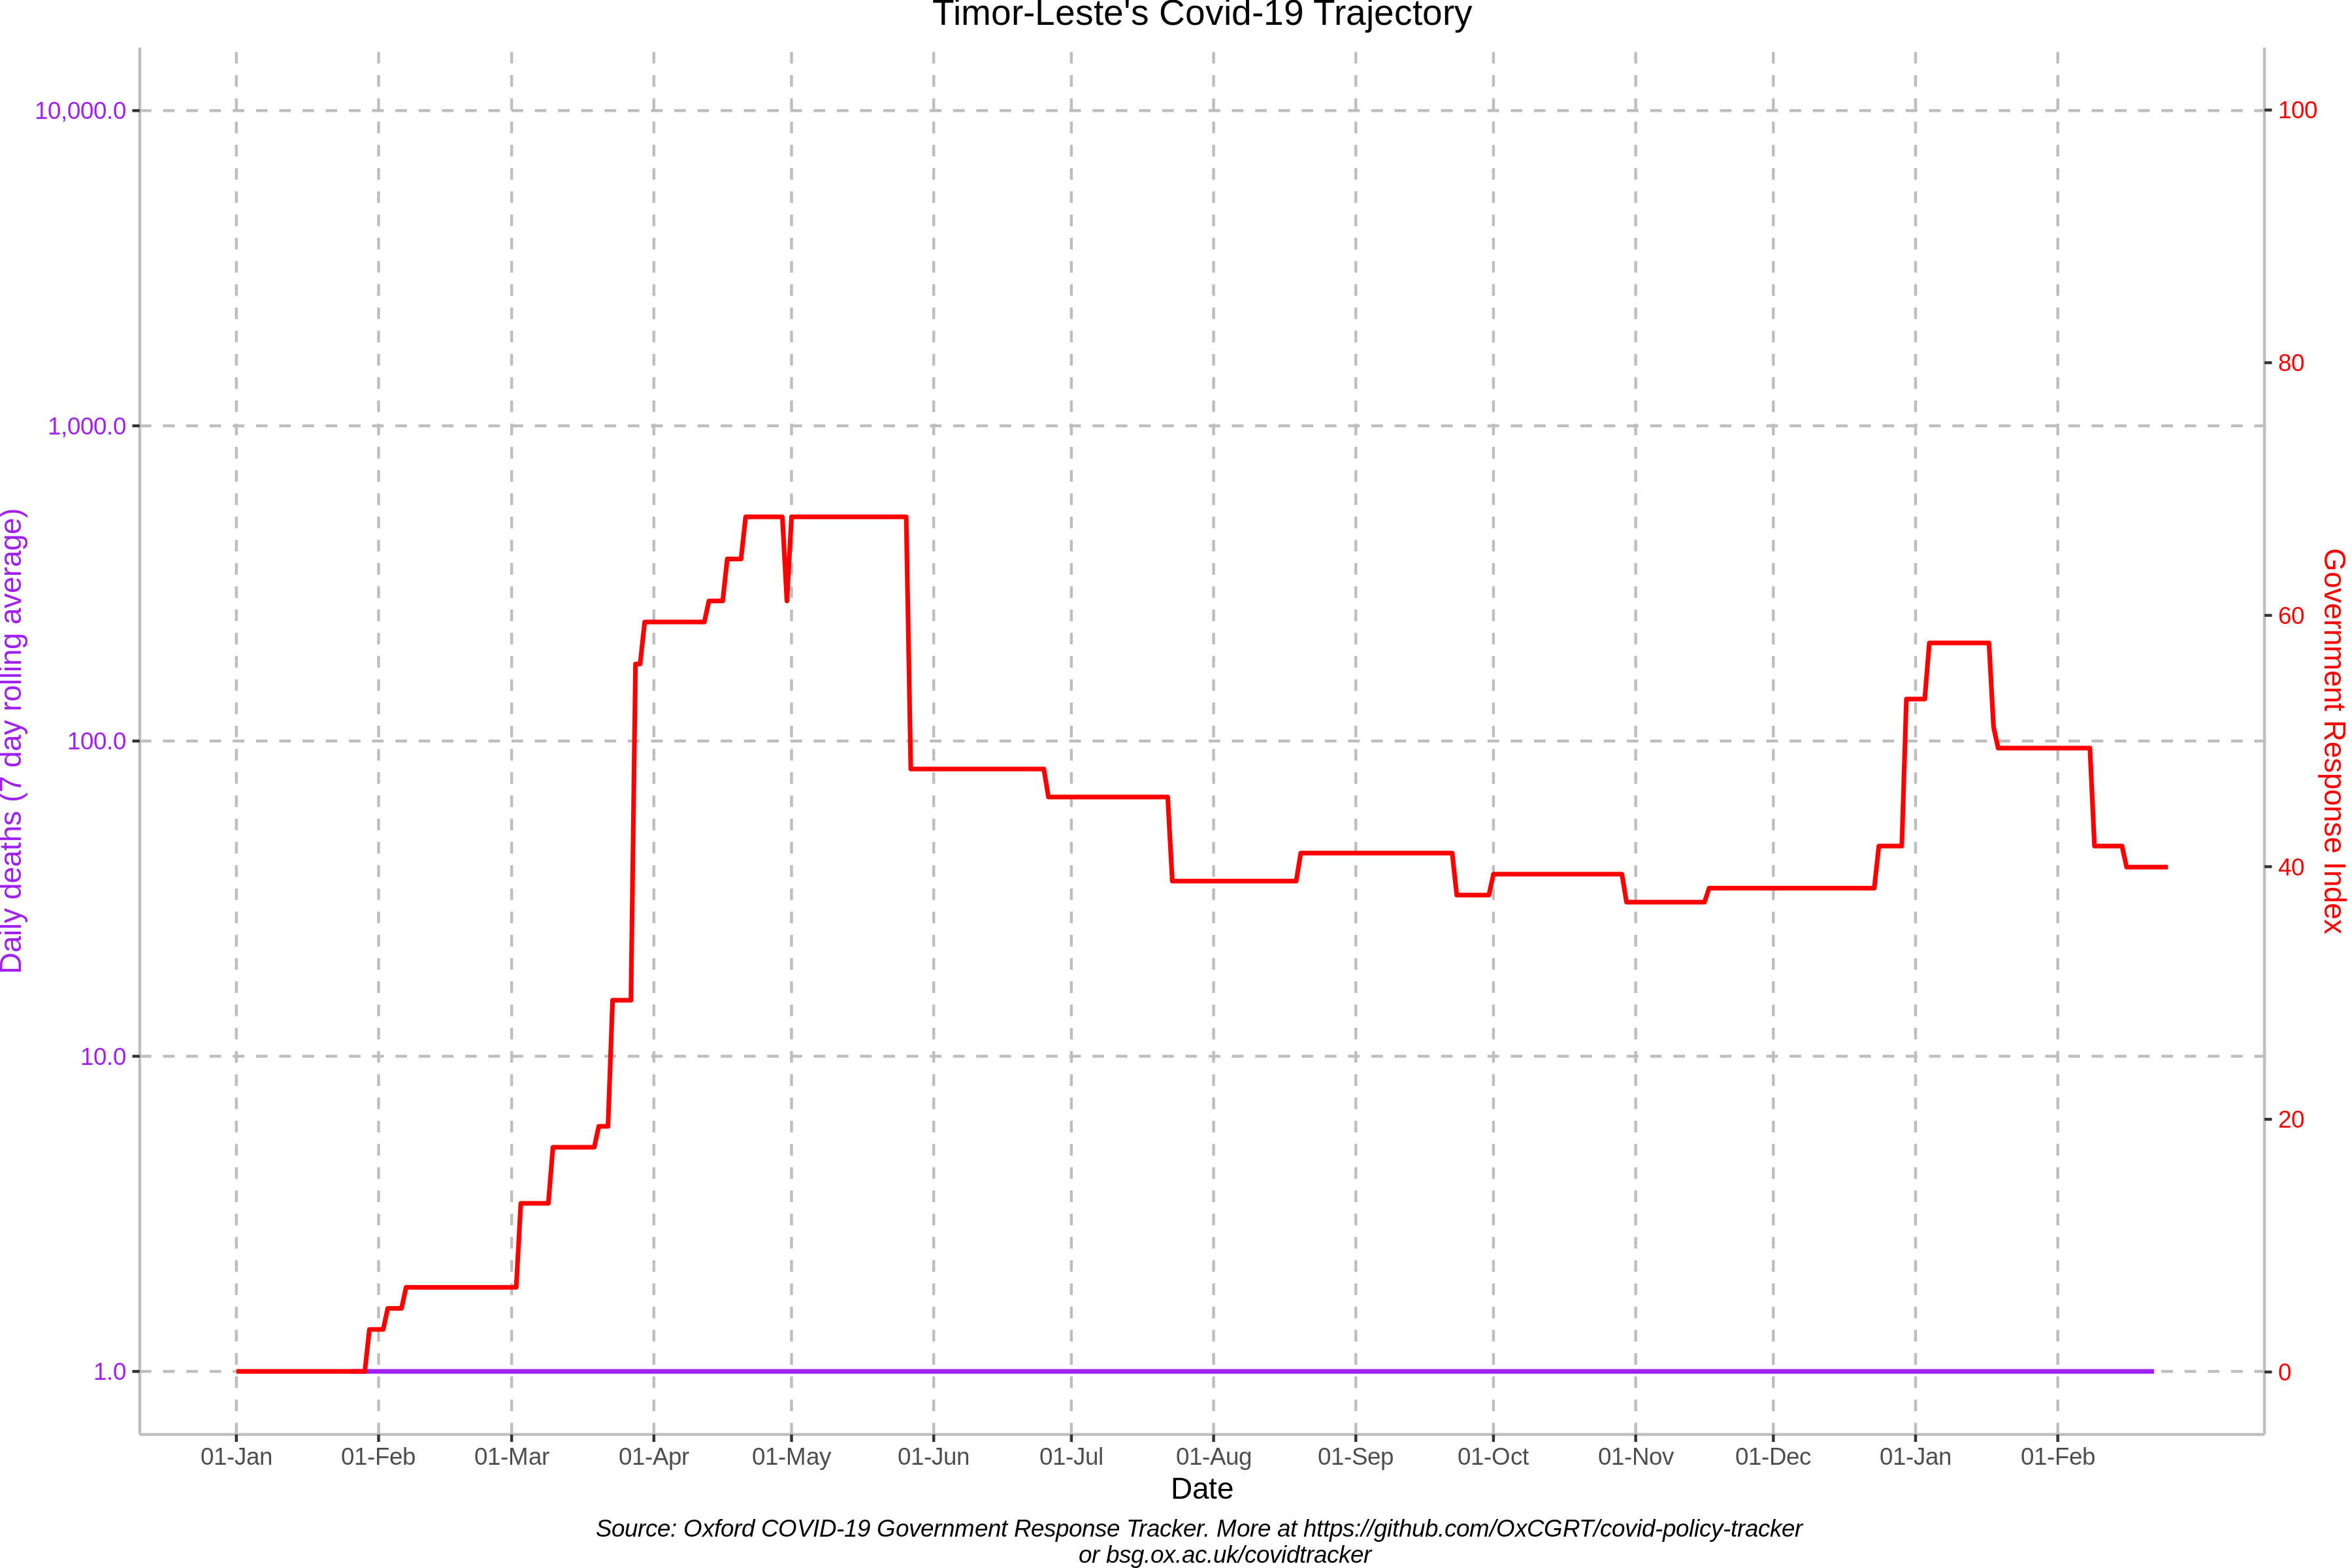 Timor-Leste's Covid-19 Trajectory
Daily deaths (7 day rolling average)
10,000.0
1,000.0
100.0
10.0
1.0
100
80
60
40
20
0
Government Response Index
01-Jan 01-Feb 01-Mar 01-Apr 01-May 01-Jun 01-Jul 01-Aug 01-Sep 01-Oct 01-Nov 01-Dec 01-Jan 01-Feb
Date
Source: Oxford COVID-19 Government Response Tracker. More at https://github.com/OxCGRT/covid-policy-tracker
or bsg.ox.ac.uk/covidtracker